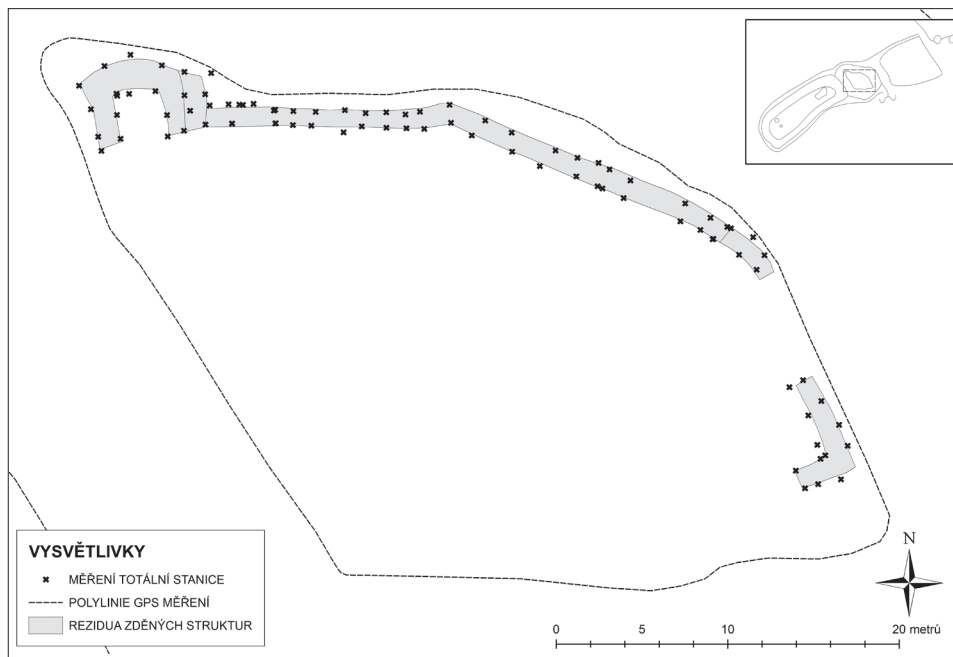 VYSVĚTLIVKY
MĚŘENÍ TOTÁLNÍ STANICE
POLYLINIE GPS MĚŘENÍ
REZIDUA ZDĚNÝCH STRUKTUR
N
0 5 10 20 metrů